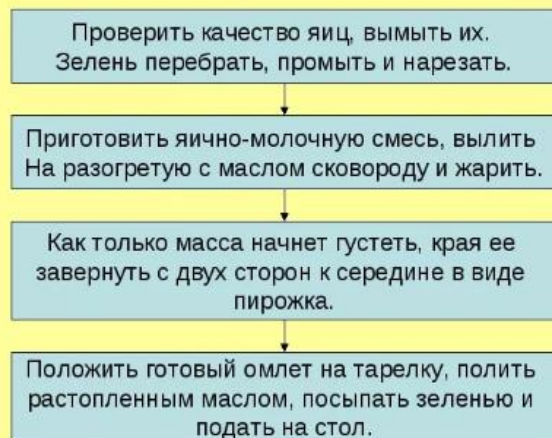 Проверить качество яиц, вымыть их.
Зелень перебрать, промыть и нарезать.
Приготовить яично-молочную смесь, вылить
На разогретую с маслом сковороду и жарить.
Как только масса начнет густеть, края ее
завернуть с двух сторон к середине в виде
пирожка.
Положить готовый омлет на тарелку, полить
растопленным маслом, посыпать зеленью и
подать на стол.